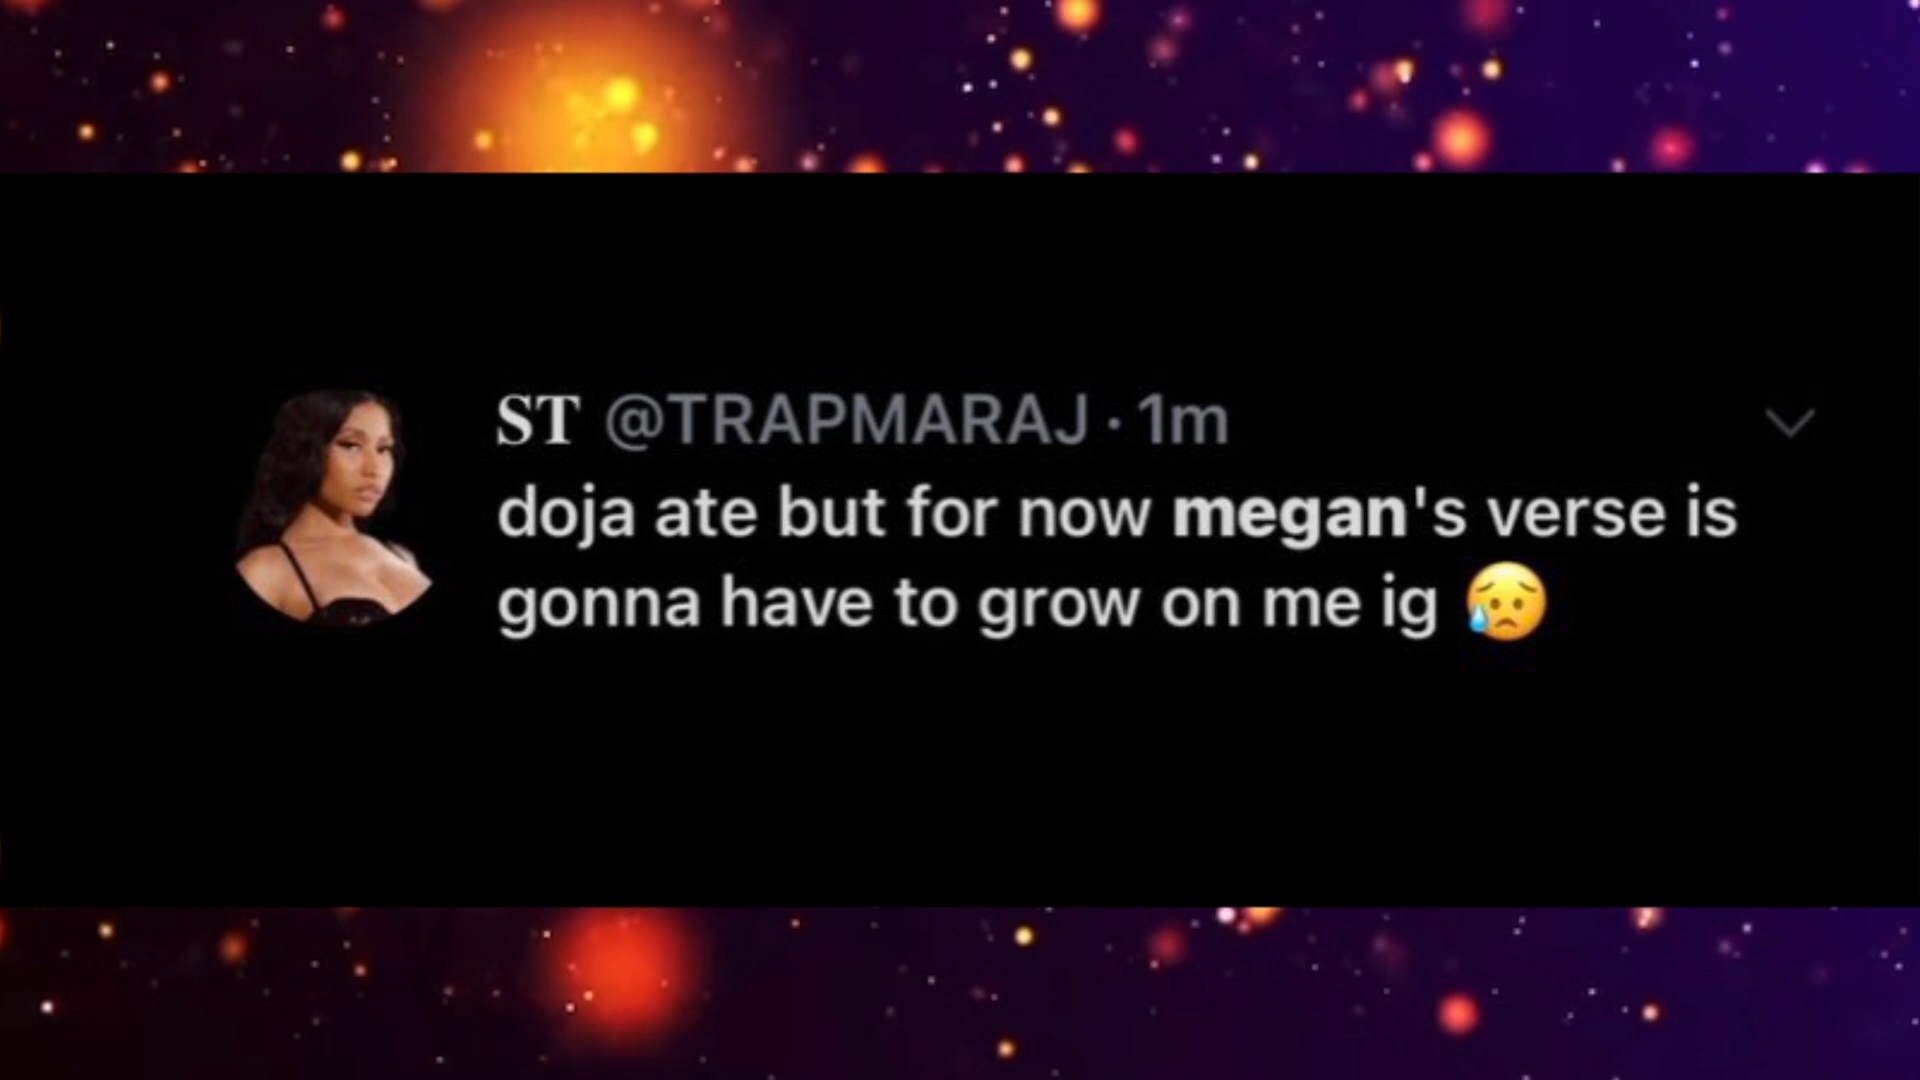 ST @TRAPMARAJ · 1m
doja ate but for now megan's verse is
gonna have to grow on me ig 😥